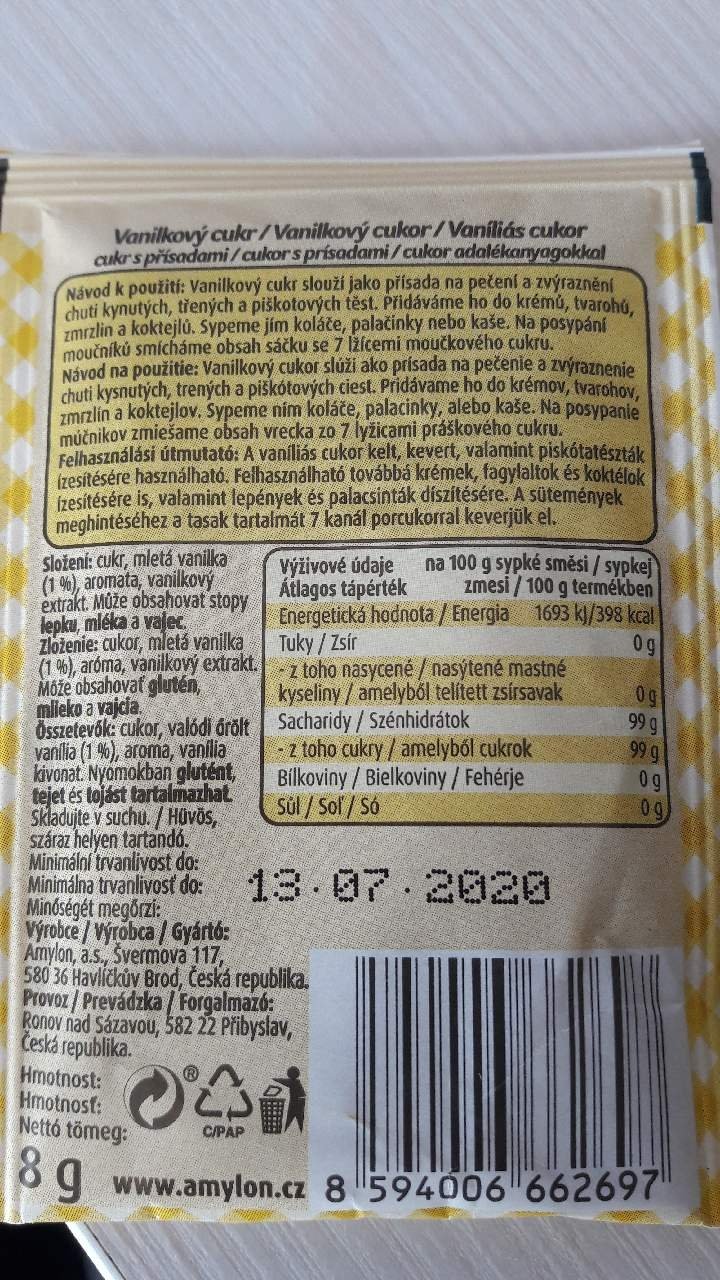 Vanilkový cukr / Vanilkový cukor / Vaníliás cukor
cukr s přísadami / cukor s prísadami / cukor adalékanyagokkal
Návod k použití: Vanilkový cukr slouží jako přísada na pečení a zvýraznění
chuti kynutých, třených a piškotových těst. Přidáváme ho do krémů, tvarohů,
zmrzlin a koktejlů. Sypeme jím koláče, palačinky nebo kaše. Na posypání
moučníků smícháme obsah sáčku se 7 lžícemi moučkového cukru.
Návod na použitie: Vanilkový cukor slúži ako prísada na pečenie a zvýraznenie
chuti kysnutých, trených a piškótových ciest. Pridávame ho do krémov, tvarohov,
zmrzlín a koktejlov. Sypeme ním koláče, palacinky, alebo kaše. Na posypanie
múčnikov zmiešame obsah vrecka zo 7 lyžicami práškového cukru.
Felhasználási útmutató: A vaníliás cukor kelt, kevert, valamint piskótatészták
ízesítésére használható. Felhasználható továbbá krémek, fagylaltok és koktélok
ízesítésére is, valamint lepények és palacsinták díszítésére. A sütemények
meghintéséhez a tasak tartalmát 7 kanál porcukorral keverjük el.
Složení: cukr, mletá vanilka
(1 %), aromata, vanilkový
extrakt. Může obsahovat stopy
lepku, mléka a vajec.
Zloženie: cukor, mletá vanilka
(1 %), aróma, vanilkový extrakt.
Môže obsahovať glutén,
mlieko a vajcia.
Összetevők: cukor, valódi őrölt
vanília (1 %), aroma, vanília
kivonat. Nyomokban glutént,
tejet és tojást tartalmazhat.
Skladujte v suchu. / Hűvös,
száraz helyen tartandó.
Výživové údaje na 100 g sypké směsi / sypkej
Átlagos tápérték zmesi / 100 g termékben
Energetická hodnota / Energia 1693 kJ/398 kcal
Tuky / Zsír 0 g
- z toho nasycené / nasýtené mastné
kyseliny / amelyből telített zsírsavak 0 g
Sacharidy / Szénhidrátok 99 g
- z toho cukry / amelyből cukrok 99 g
Bílkoviny / Bielkoviny / Fehérje 0 g
Sůl / Soľ / Só 0 g
Minimální trvanlivost do:
Minimálna trvanlivosť do:
Minőségét megőrzi:
13.07.2020
Výrobce / Výrobca / Gyártó:
Amylon, a.s., Švermova 117,
580 36 Havlíčkův Brod, Česká republika.
Provoz / Prevádzka / Forgalmazó:
Ronov nad Sázavou, 582 22 Přibyslav,
Česká republika.
Hmotnost:
Hmotnosť:
Nettó tömeg:
8 g
®
C/PAP
www.amylon.cz
8 594006 662697